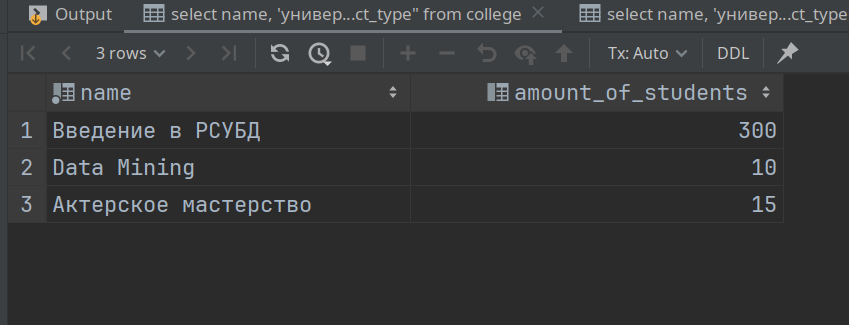 Output select name, 'универ...ct_type" from college select name, 'универ...ct_type
3 rows Tx: Auto DDL
name amount_of_students
1 Введение в РСУБД 300
2 Data Mining 10
3 Актерское мастерство 15